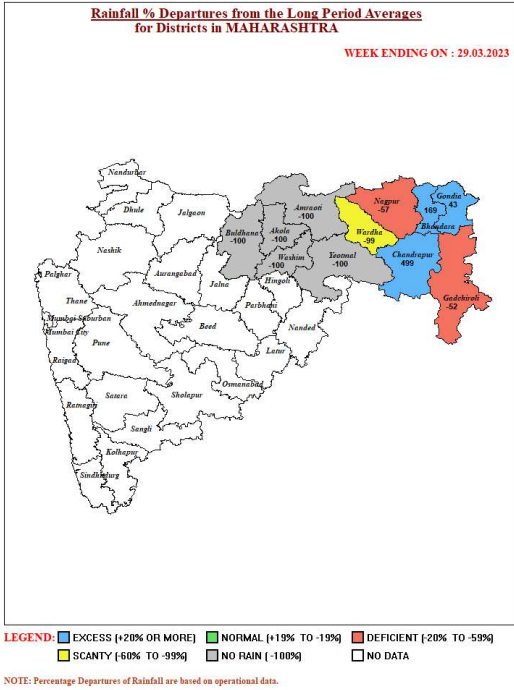 Rainfall % Departures from the Long Period Averages
for Districts in MAHARASHTRA
WEEK ENDING ON : 29.03.2023
Nandurbar
Dhule
Jalgaon
Nashik
Buldhana
-100
Akola
-100
Amraoti
-100
Washim
-100
Nagpur
-57
Wardha
-99
Yeotmal
-100
Gondia
43
169
Bhandara
Chandrapur
499
Gadchiroli
-52
Palghar
Aurangabad
Jalna
Hingoli
Thane
Ahmednagar
Parbhani
Mumbai Suburban
Mumbai City
Pune
Beed
Nanded
Raigad
Latur
Osmanabad
Ratnagiri
Satara
Sholapur
Sangli
Kolhapur
Sindhudurg
LEGEND: EXCESS (+20% OR MORE) NORMAL (+19% TO -19%) DEFICIENT (-20% TO -59%)
SCANTY (-60% TO -99%) NO RAIN (-100%) NO DATA
NOTE: Percentage Departures of Rainfall are based on operational data.